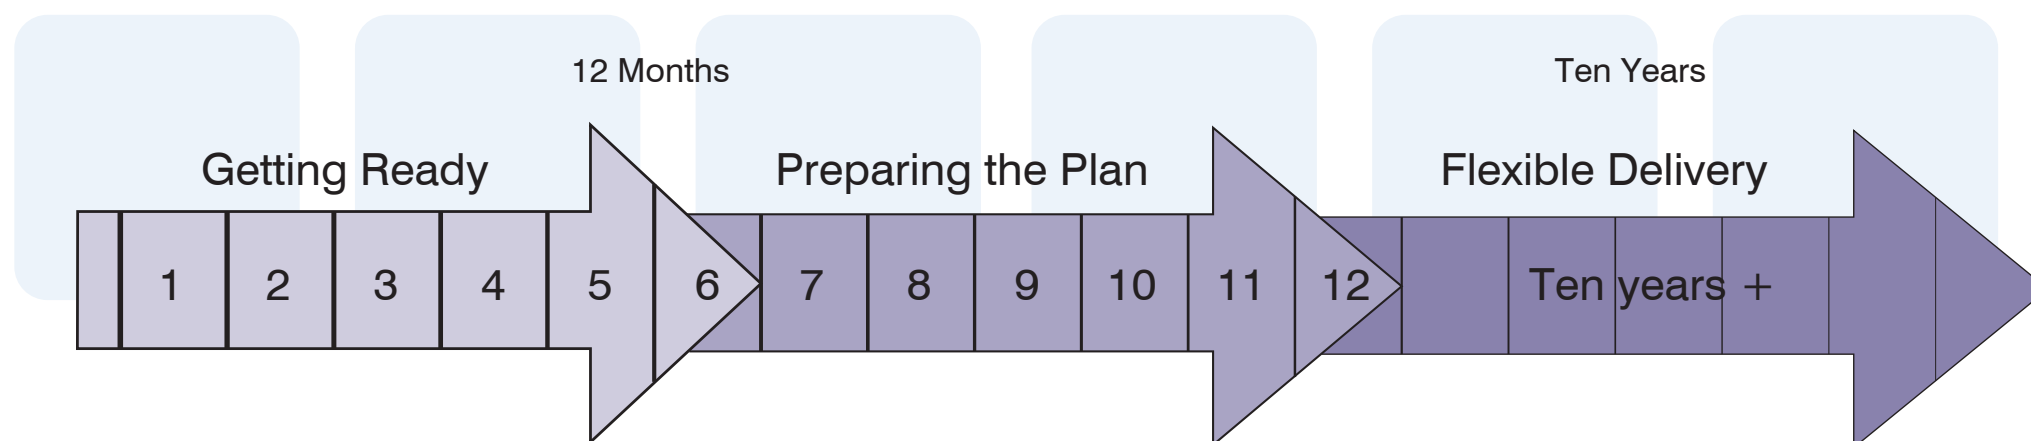 12 Months
Ten Years
Getting Ready
Preparing the Plan
Flexible Delivery
1 2 3 4 5 6 7 8 9 10 11 12 Ten years +